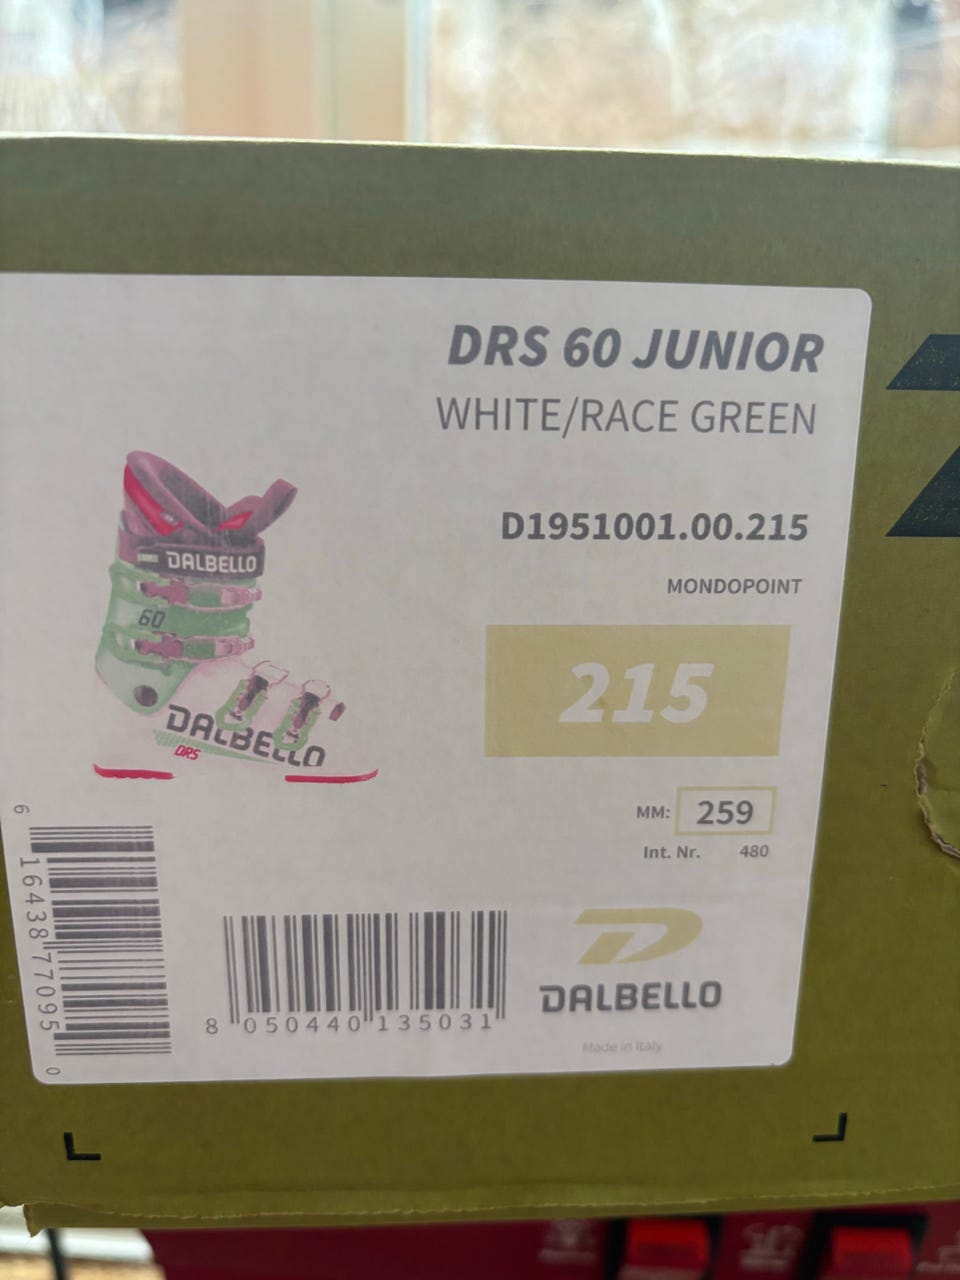 DRS 60 JUNIOR
WHITE/RACE GREEN
D1951001.00.215
MONDOPOINT
215
DALBELLO
60
DALBELLO
DRS
MM: 259
Int. Nr. 480
6 16438 77095 0
8 050440 135031
DALBELLO
Made in Italy